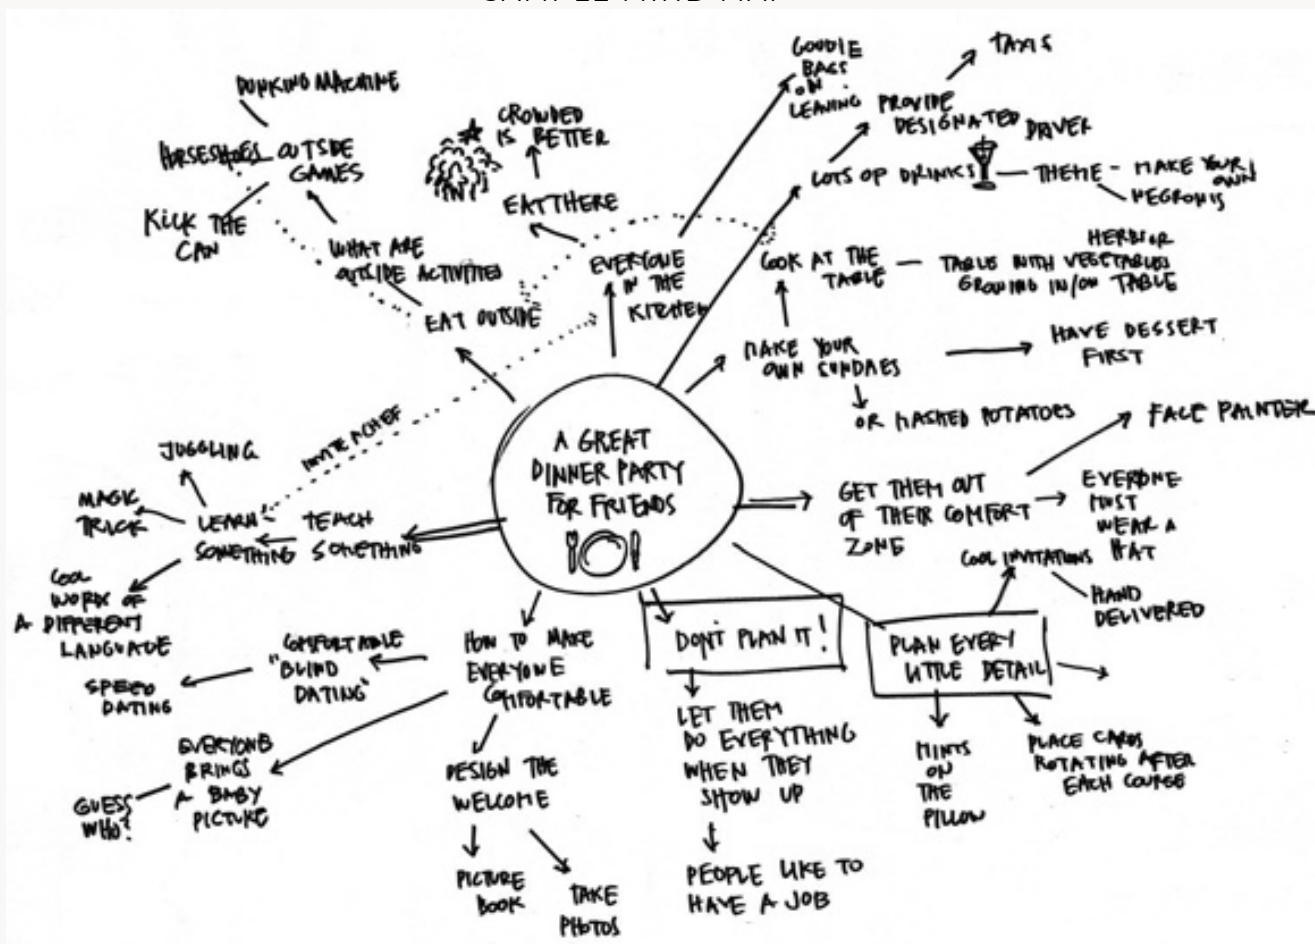 A GREAT
DINNER PARTY
FOR FRIENDS
DUNKING MACHINE
HORSESHOES
OUTSIDE
GAMES
KICK THE
CAN
WHAT ARE
OUTSIDE ACTIVITIES
EAT OUTSIDE
CROWDED
IS BETTER
EAT THERE
EVERYONE
IN THE
KITCHEN
GOODIE
BAGS
ON
LEAVING
PROVIDE
DESIGNATED DRIVER
TAXIS
LOTS OF DRINKS
THEME - MAKE YOUR
OWN
NEGRONIS
COOK AT THE
TABLE
HERBS OR
TABLE WITH VEGETABLES
GROWING IN/ON TABLE
MAKE YOUR
OWN SUNDAES
HAVE DESSERT
FIRST
OR MASHED POTATOES
GET THEM OUT
OF THEIR COMFORT
ZONE
FACE PAINTER
EVERYONE
MUST
WEAR A
HAT
COOL INVITATIONS
HAND
DELIVERED
PLAN EVERY
LITTLE DETAIL
MINTS
ON
THE
PILLOW
PLACE CARDS
ROTATING AFTER
EACH COURSE
DON'T PLAN IT!
LET THEM
DO EVERYTHING
WHEN THEY
SHOW UP
PEOPLE LIKE TO
HAVE A JOB
HOW TO MAKE
EVERYONE
COMFORTABLE
DESIGN THE
WELCOME
PICTURE
BOOK
TAKE
PHOTOS
COMFORTABLE
"BLIND
DATING"
SPEED
DATING
EVERYONE
BRINGS
A BABY
PICTURE
GUESS
WHO?
TEACH
SOMETHING
LEARN
SOMETHING
INVITE A CHEF
JUGGLING
MAGIC
TRICK
COOL
WORDS OF
A DIFFERENT
LANGUAGE